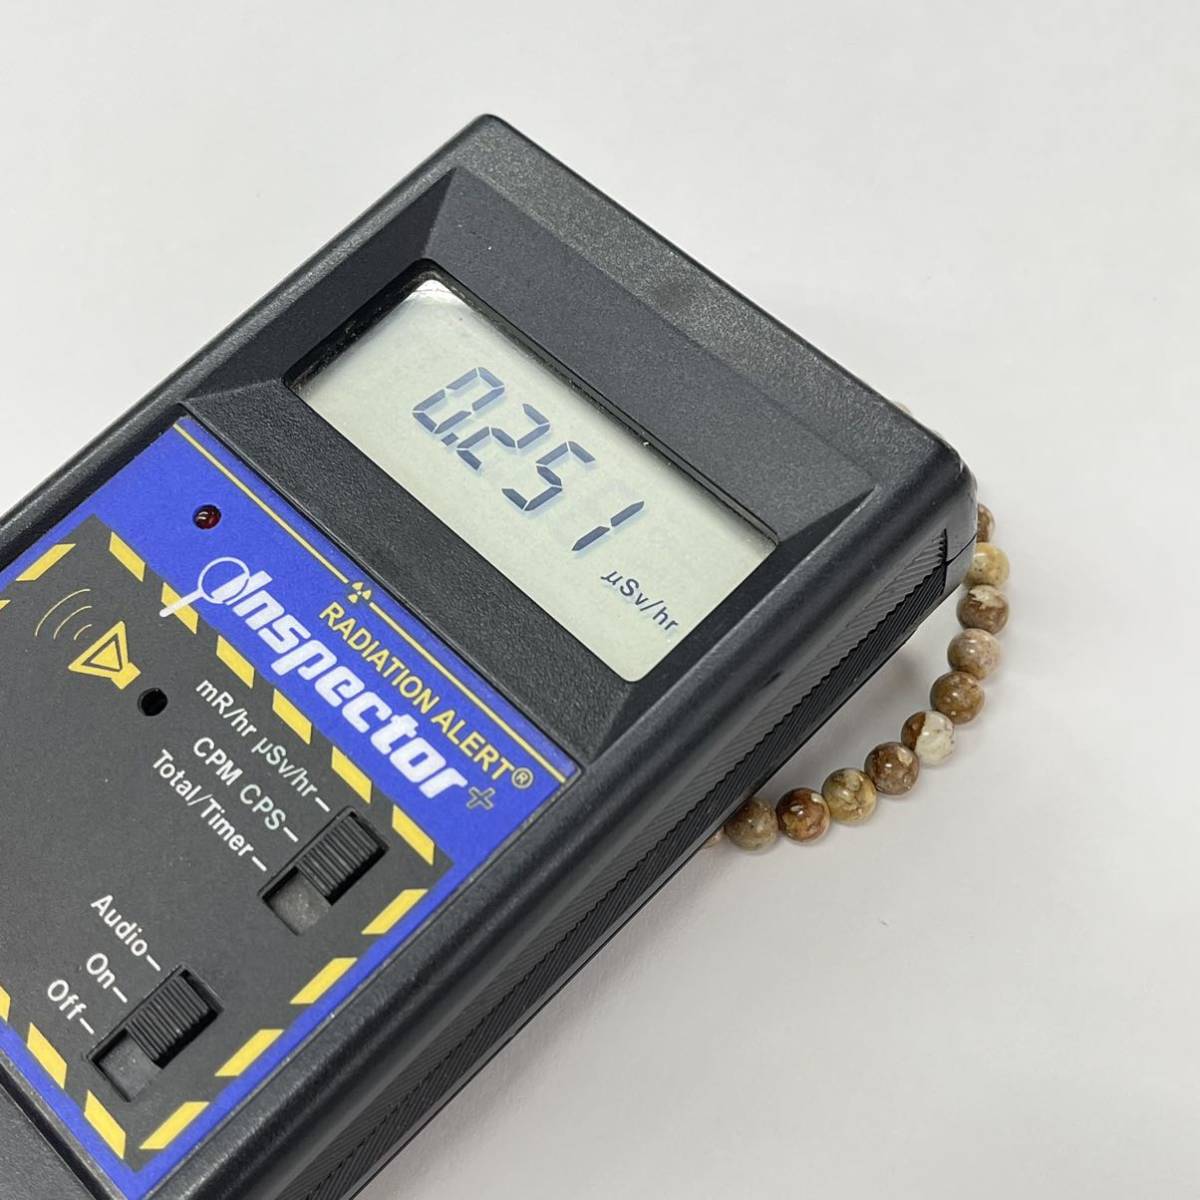 0.251
µSv/hr
RADIATION ALERT®
Inspector+
mR/hr µSv/hr
CPM CPS
Total/Timer
Audio
On
Off